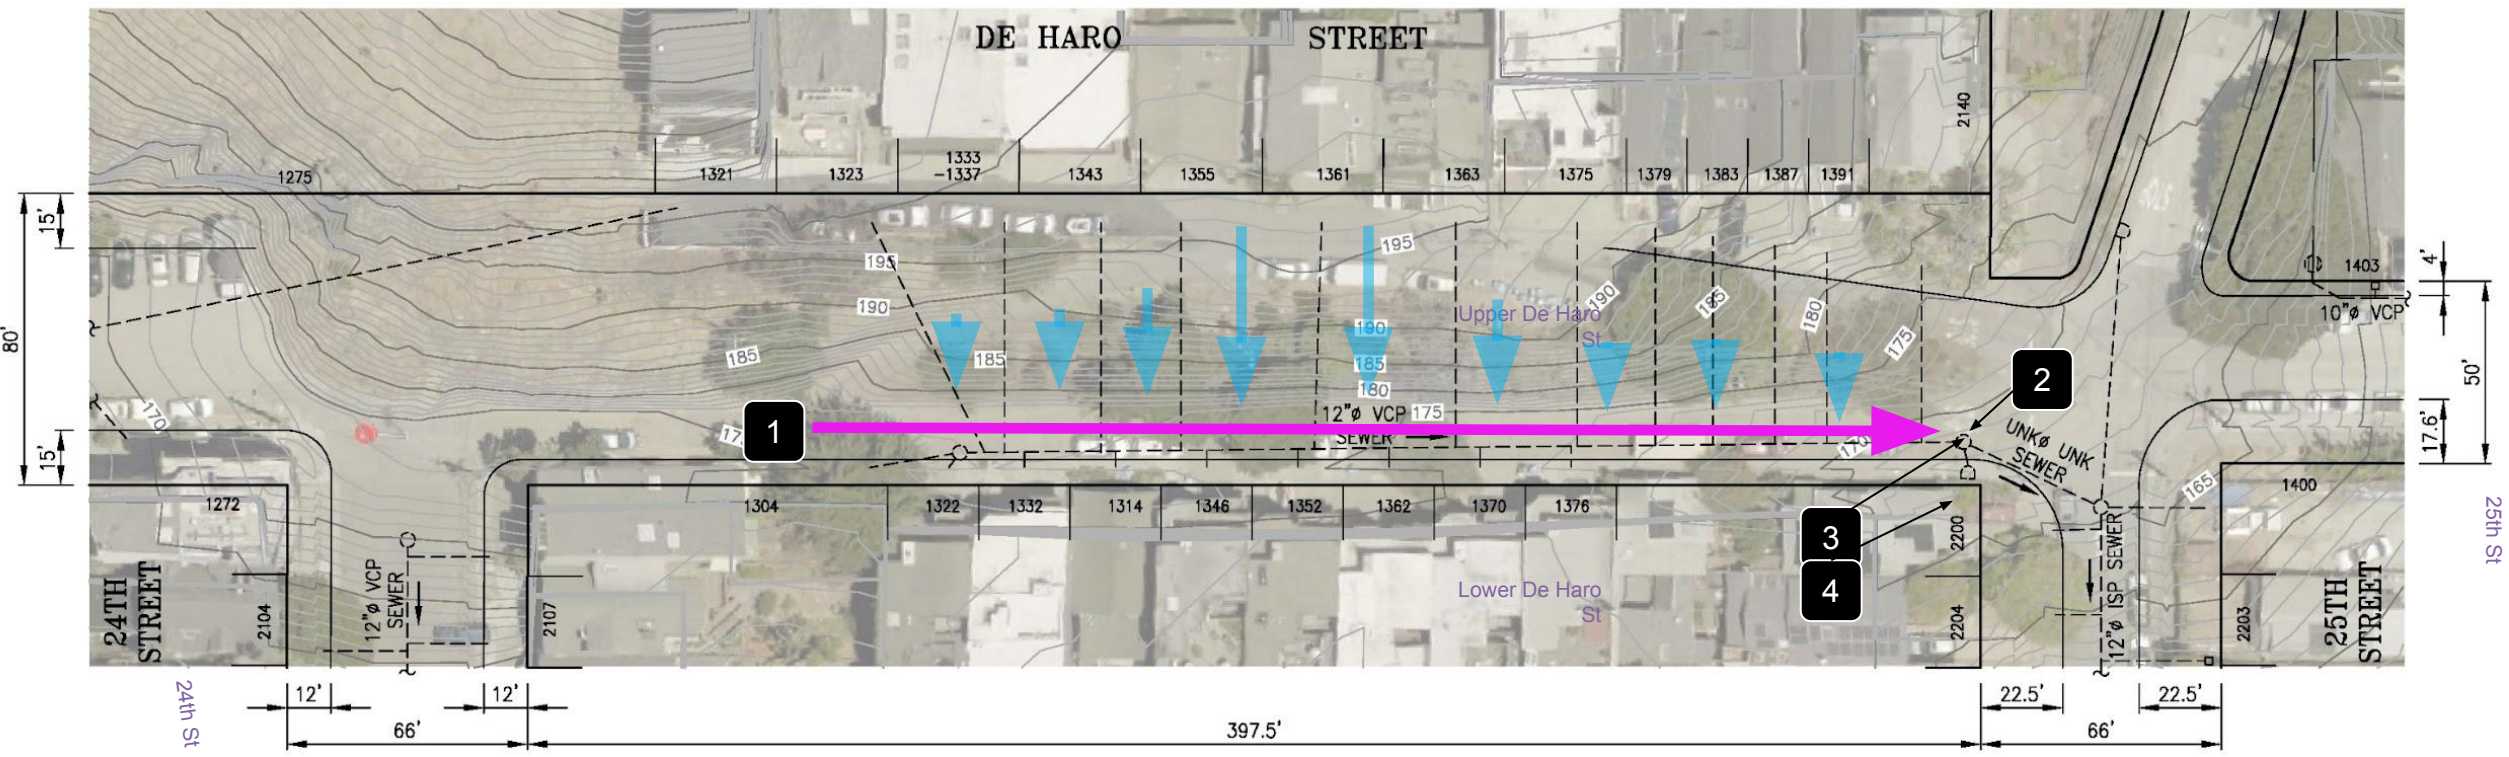 DE HARO STREET
2140
1333
1321 1323 -1337 1343 1355 1361 1363 1375 1379 1383 1387 1391
1275
15'
80'
15'
195
195
190
190
185
180
175
190
185
185
180
175
185
170
170
Upper De Haro
St
4'
1403
10"ø VCP
50'
17.6'
1
2
3
4
12"ø VCP
SEWER
UNKø UNK
SEWER
165
1272
1304 1322 1332 1314 1346 1352 1362 1370 1376
1400
2200
2204
2203
2104
2107
24TH
STREET
12"ø VCP
SEWER
Lower De Haro
St
12"ø ISP SEWER
25TH
STREET
25th St
24th St
12' 12' 22.5' 22.5'
66' 397.5' 66'